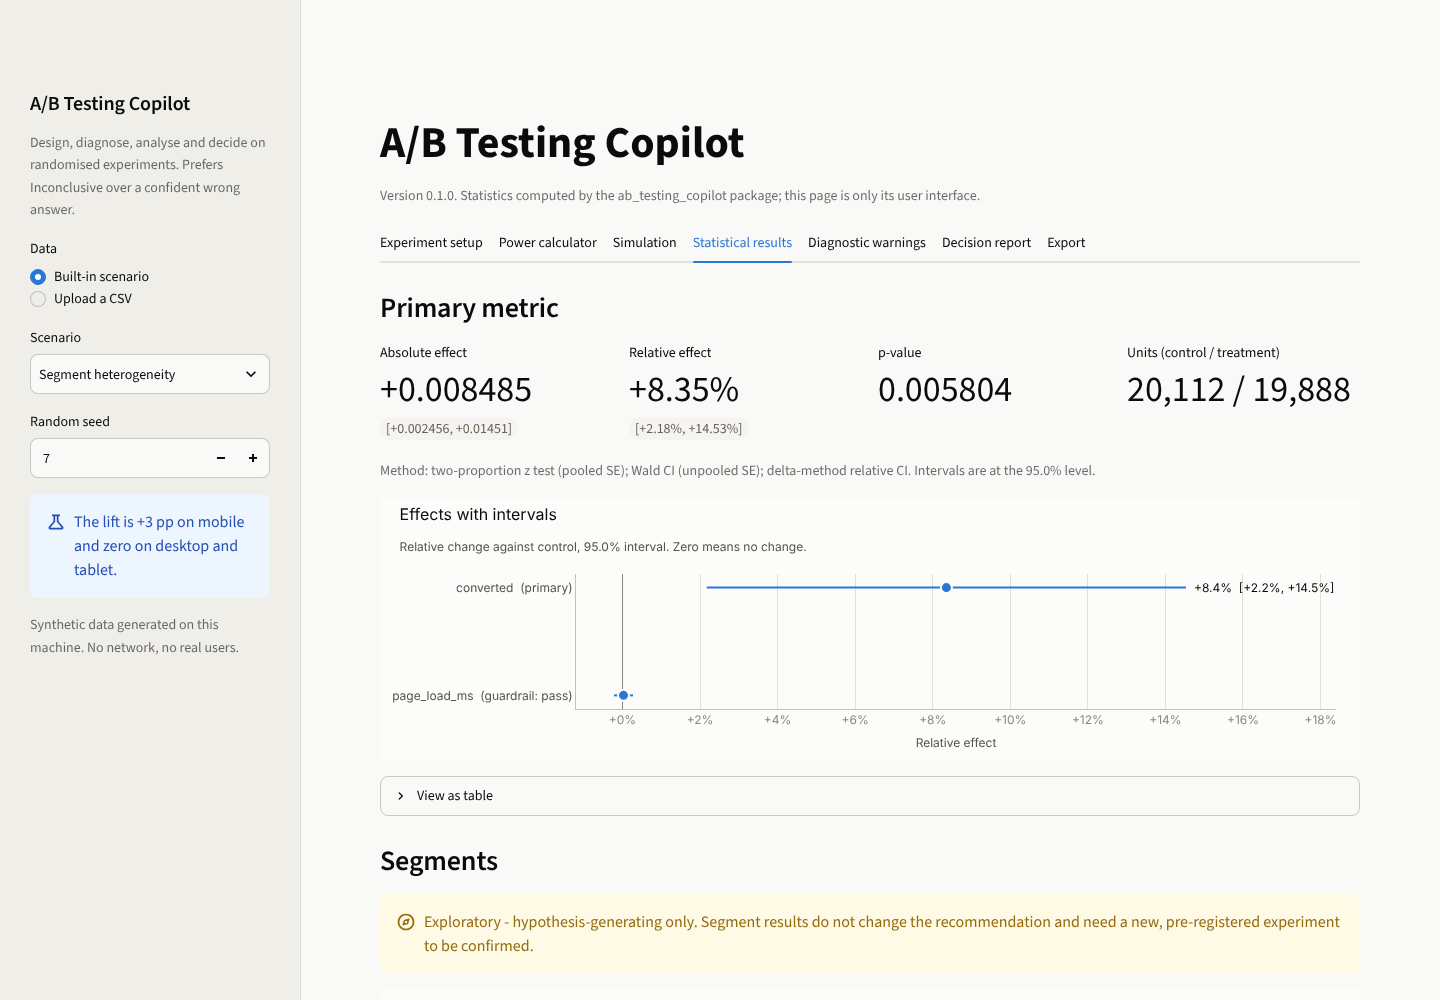 A/B Testing Copilot
Design, diagnose, analyse and decide on
randomised experiments. Prefers
Inconclusive over a confident wrong
answer.
Data
Built-in scenario
Upload a CSV
Scenario
Segment heterogeneity
Random seed
7
The lift is +3 pp on mobile
and zero on desktop and
tablet.
Synthetic data generated on this
machine. No network, no real users.
A/B Testing Copilot
Version 0.1.0. Statistics computed by the ab_testing_copilot package; this page is only its user interface.
Experiment setup Power calculator Simulation Statistical results Diagnostic warnings Decision report Export
Primary metric
Absolute effect Relative effect p-value Units (control / treatment)
+0.008485 +8.35% 0.005804 20,112 / 19,888
[+0.002456, +0.01451] [+2.18%, +14.53%]
Method: two-proportion z test (pooled SE); Wald CI (unpooled SE); delta-method relative CI. Intervals are at the 95.0% level.
Effects with intervals
Relative change against control, 95.0% interval. Zero means no change.
converted (primary) +8.4% [+2.2%, +14.5%]
page_load_ms (guardrail: pass)
+0% +2% +4% +6% +8% +10% +12% +14% +16% +18%
Relative effect
View as table
Segments
Exploratory - hypothesis-generating only. Segment results do not change the recommendation and need a new, pre-registered experiment
to be confirmed.